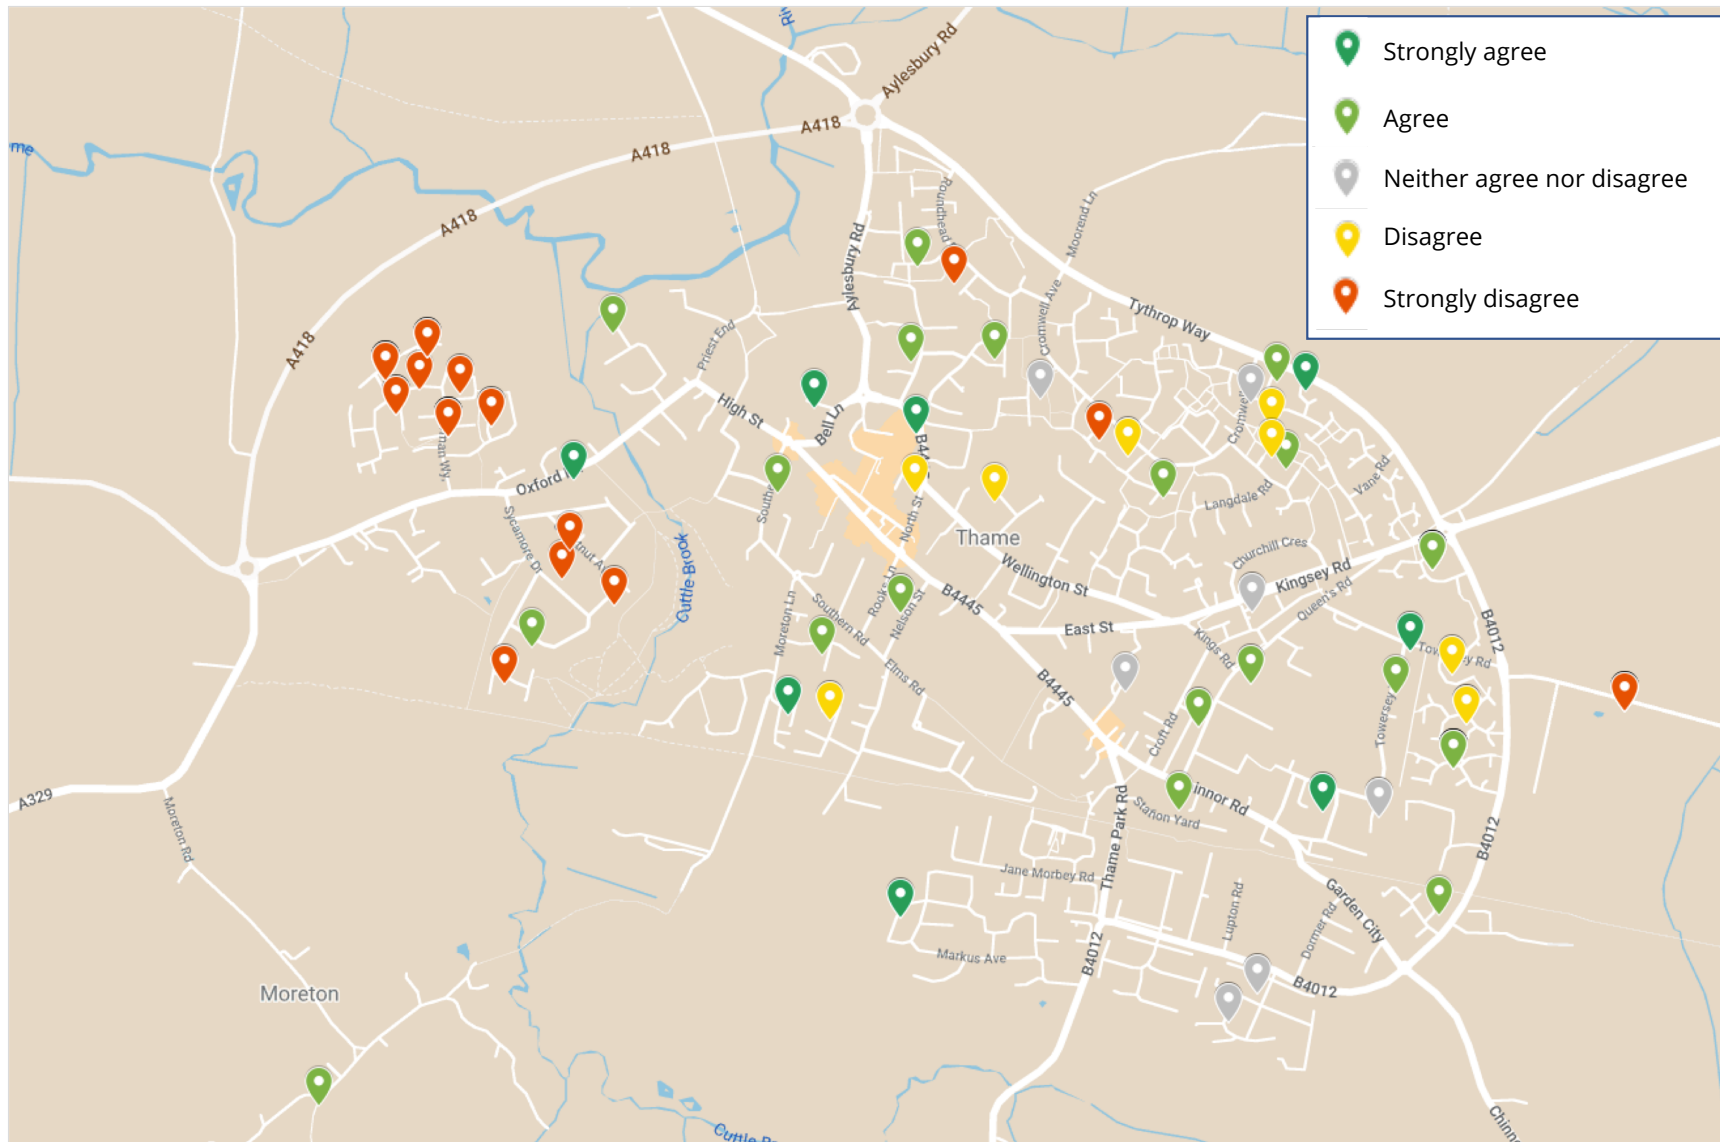 Strongly agree
Agree
Neither agree nor disagree
Disagree
Strongly disagree
Aylesbury Rd
A418
A418
A418
A418
Aylesbury Rd
Moorend Ln
Cromwell Ave
Tythrop Way
Priest End
High St
Bell Ln
Oxford
Sycamore Dr
Cuttle Brook
North St
Thame
Langdale Rd
Vane Rd
Churchill Cres
Kingsey Rd
Queen's Rd
Wellington St
B4445
East St
Kings Rd
Moreton Ln
Southern Rd
Nelson St
Elms Rd
B4445
Croft Rd
Towersey
B4012
B4012
Station Yard
Thame Park Rd
Jane Morbey Rd
Markus Ave
Lupton Rd
Dormer Rd
Garden City
B4012
B4012
A329
Moreton Rd
Moreton